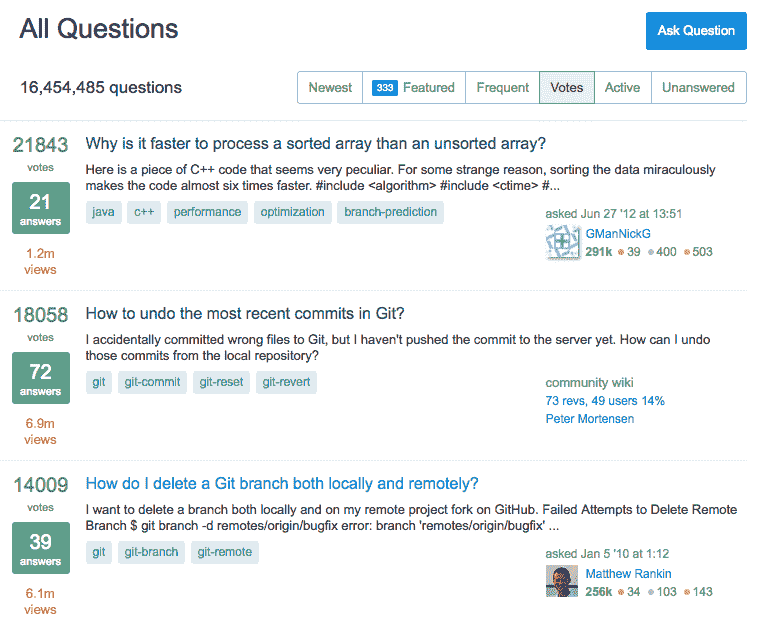 All Questions
Ask Question
16,454,485 questions
Newest
333 Featured
Frequent
Votes
Active
Unanswered
21843
votes
21
answers
1.2m
views
Why is it faster to process a sorted array than an unsorted array?
Here is a piece of C++ code that seems very peculiar. For some strange reason, sorting the data miraculously
makes the code almost six times faster. #include <algorithm> #include <ctime> #...
java c++ performance optimization branch-prediction
asked Jun 27 '12 at 13:51
GManNickG
291k 39 400 503
18058
votes
72
answers
6.9m
views
How to undo the most recent commits in Git?
I accidentally committed wrong files to Git, but I haven't pushed the commit to the server yet. How can I undo
those commits from the local repository?
git git-commit git-reset git-revert
community wiki
73 revs, 49 users 14%
Peter Mortensen
14009
votes
39
answers
6.1m
views
How do I delete a Git branch both locally and remotely?
I want to delete a branch both locally and on my remote project fork on GitHub. Failed Attempts to Delete Remote
Branch $ git branch -d remotes/origin/bugfix error: branch 'remotes/origin/bugfix' ...
git git-branch git-remote
asked Jan 5 '10 at 1:12
Matthew Rankin
256k 34 103 143